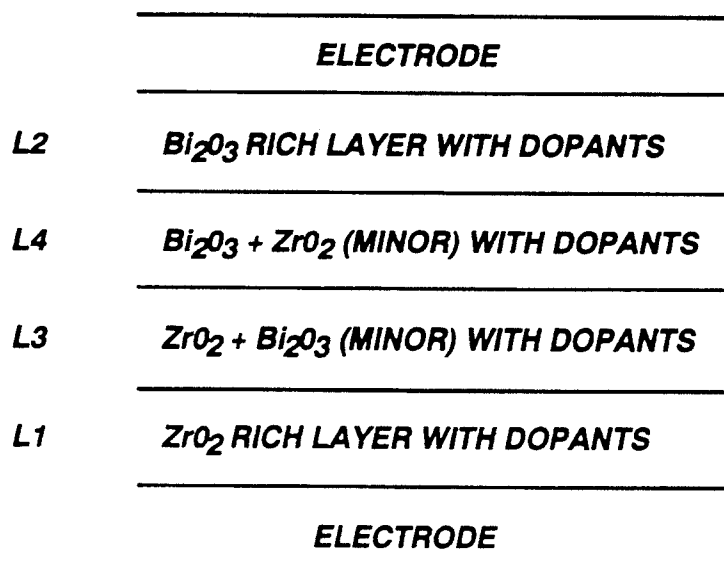 ELECTRODE
L2 Bi2O3 RICH LAYER WITH DOPANTS
L4 Bi2O3 + ZrO2 (MINOR) WITH DOPANTS
L3 ZrO2 + Bi2O3 (MINOR) WITH DOPANTS
L1 ZrO2 RICH LAYER WITH DOPANTS
ELECTRODE